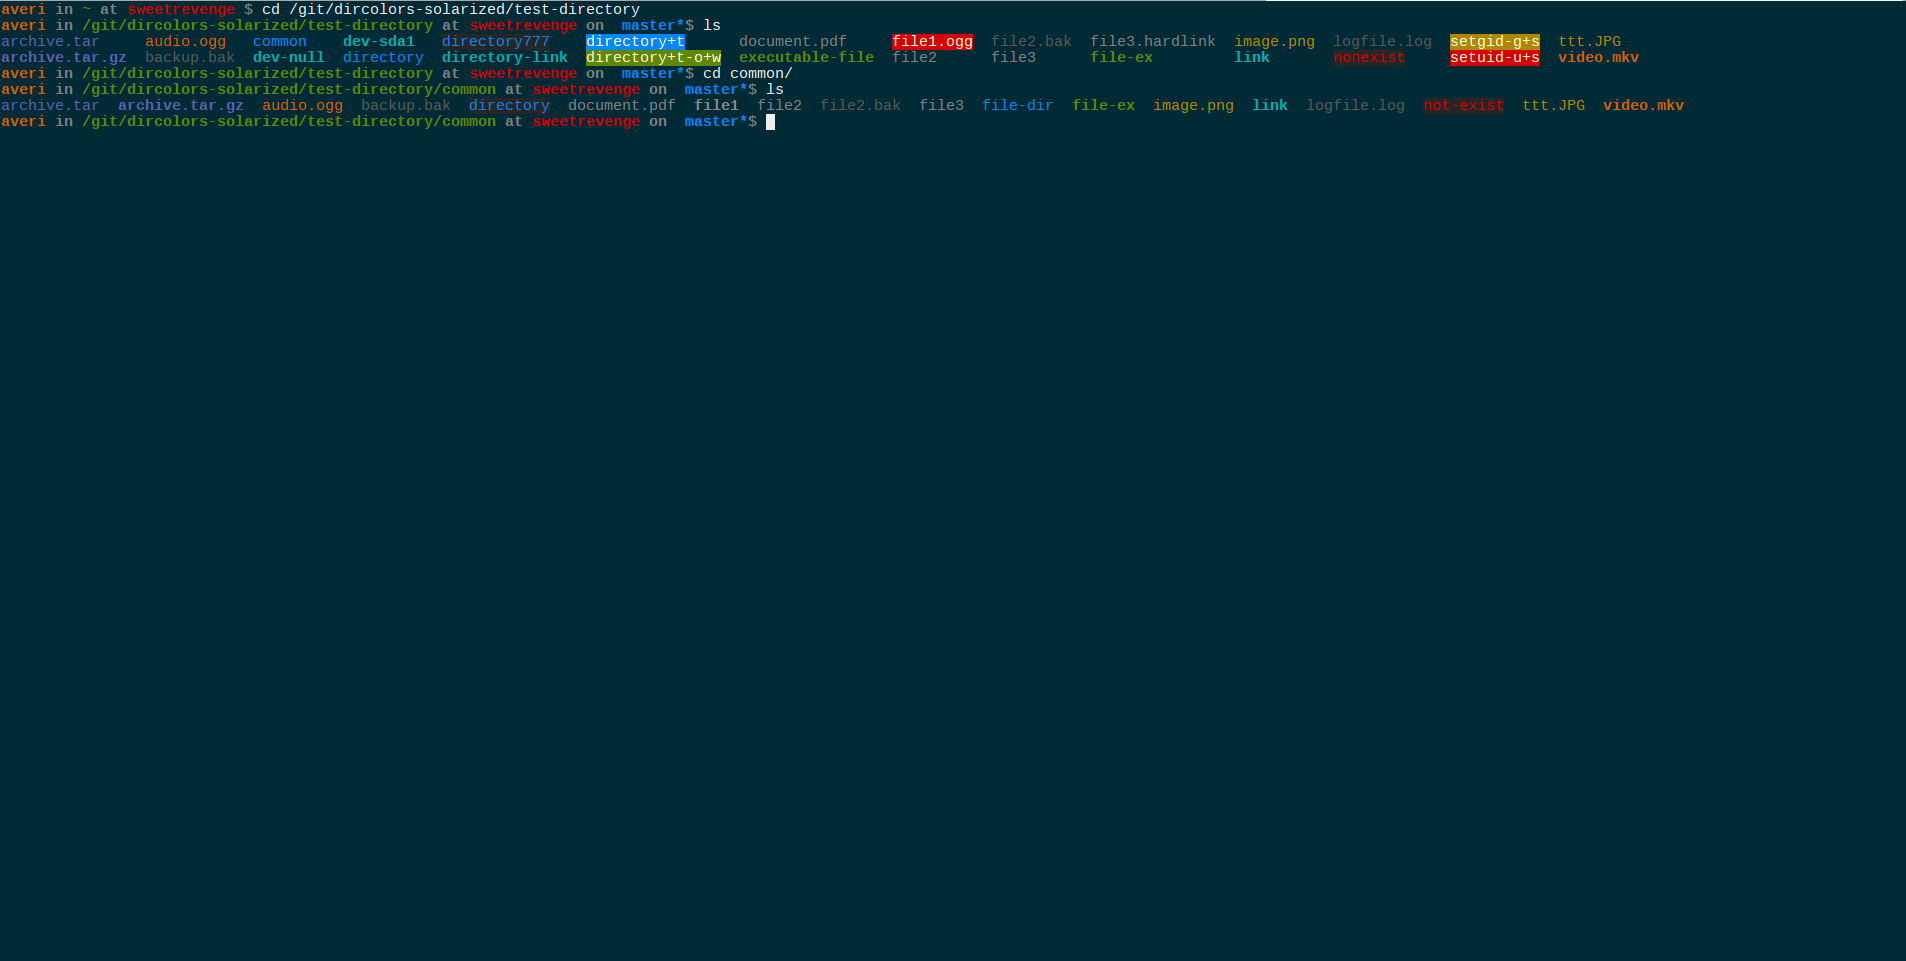 averi in ~ at sweetrevenge $ cd /git/dircolors-solarized/test-directory
averi in /git/dircolors-solarized/test-directory at sweetrevenge on  master*$ ls
archive.tar     audio.ogg   common    dev-sda1   directory777    directory+t      document.pdf     file1.ogg  file2.bak  file3.hardlink  image.png  logfile.log  setgid-g+s  ttt.JPG
archive.tar.gz  backup.bak  dev-null  directory  directory-link  directory+t-o+w  executable-file  file2      file3      file-ex         link       nonexist     setuid-u+s  video.mkv
averi in /git/dircolors-solarized/test-directory at sweetrevenge on  master*$ cd common/
averi in /git/dircolors-solarized/test-directory/common at sweetrevenge on  master*$ ls
archive.tar  archive.tar.gz  audio.ogg  backup.bak  directory  document.pdf  file1  file2  file2.bak  file3  file-dir  file-ex  image.png  link  logfile.log  not-exist  ttt.JPG  video.mkv
averi in /git/dircolors-solarized/test-directory/common at sweetrevenge on  master*$